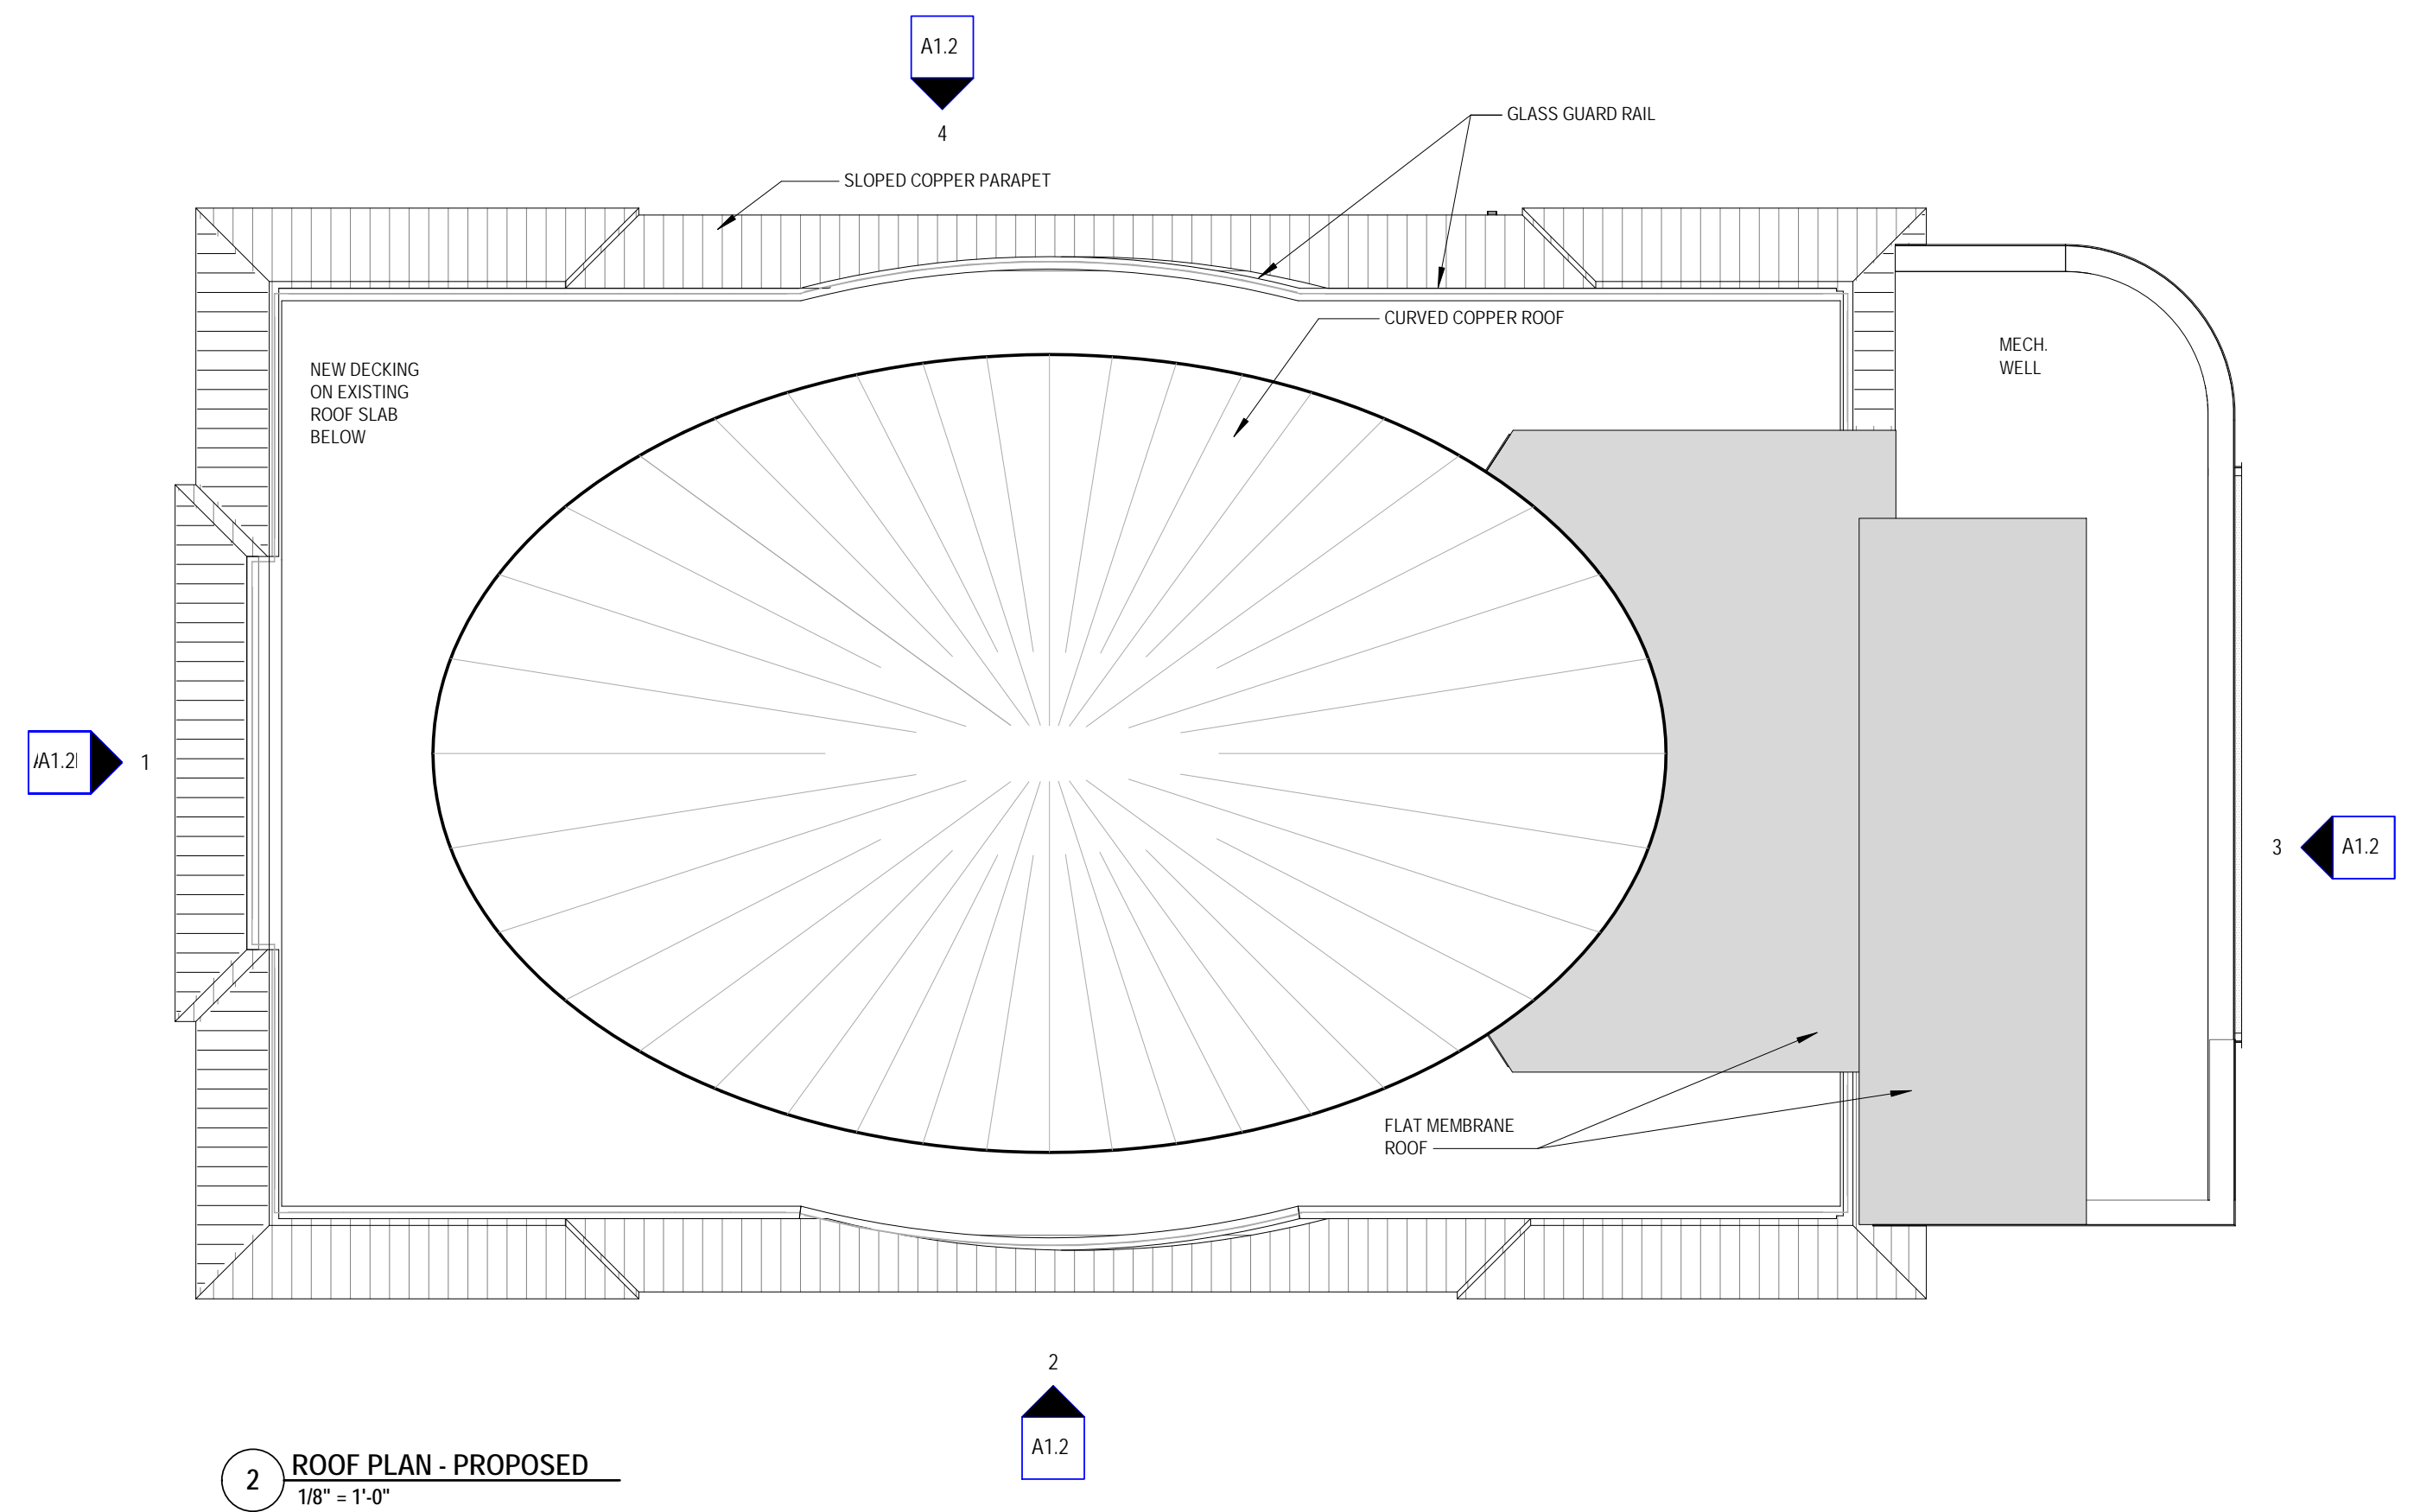 A1.2
4
GLASS GUARD RAIL
SLOPED COPPER PARAPET
CURVED COPPER ROOF
NEW DECKING
ON EXISTING
ROOF SLAB
BELOW
MECH.
WELL
A1.2
1
3
A1.2
FLAT MEMBRANE
ROOF
2
A1.2
2
ROOF PLAN - PROPOSED
1/8" = 1'-0"